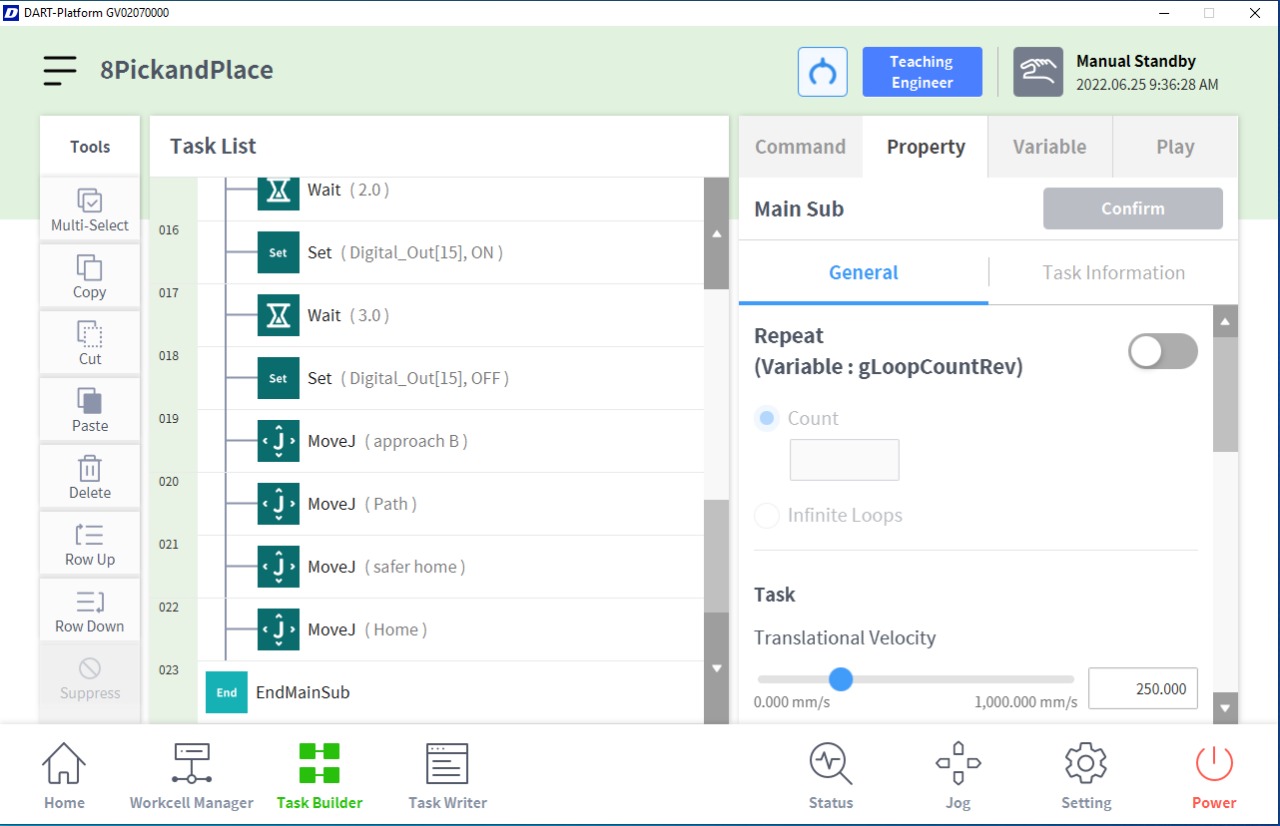 DART-Platform GV02070000
8PickandPlace
Teaching
Engineer
Manual Standby
2022.06.25 9:36:28 AM
Tools
Multi-Select
Copy
Cut
Paste
Delete
Row Up
Row Down
Suppress
Task List
Wait ( 2.0 )
016
Set Set ( Digital_Out[15], ON )
017
Wait ( 3.0 )
018
Set Set ( Digital_Out[15], OFF )
019
J MoveJ ( approach B )
020
J MoveJ ( Path )
021
J MoveJ ( safer home )
022
J MoveJ ( Home )
023
End EndMainSub
Command Property Variable Play
Main Sub Confirm
General Task Information
Repeat
(Variable : gLoopCountRev)
Count
Infinite Loops
Task
Translational Velocity
250.000
0.000 mm/s 1,000.000 mm/s
Home Workcell Manager Task Builder Task Writer Status Jog Setting Power